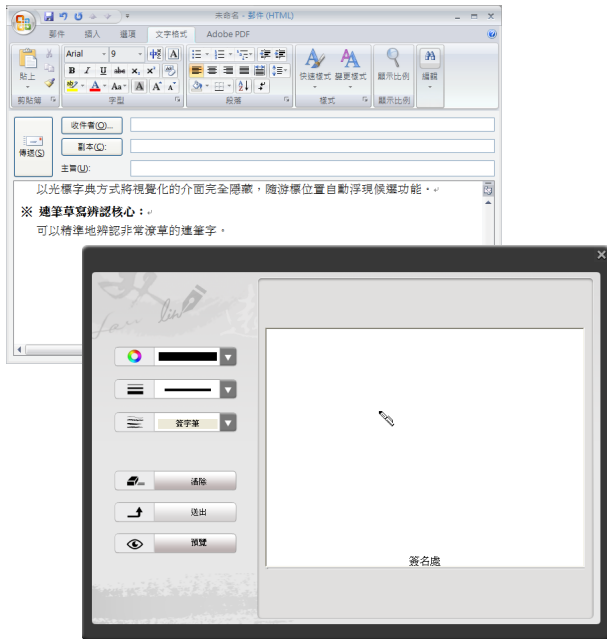 未命名 - 郵件 (HTML)
郵件 插入 選項 文字格式 Adobe PDF
貼上
剪貼簿
Arial 9
B I U abc x₂ x²
ab A Aa A A A
字型
段落
快速樣式 變更樣式
樣式
顯示比例
顯示比例
編輯
傳送(S)
收件者(O)...
副本(C):
主旨(U):
以光標字典方式將視覺化的介面完全隱藏，隨游標位置自動浮現候選功能。
※ 連筆草寫辨認核心：
可以精準地辨認非常潦草的連筆字。
簽字筆
清除
送出
預覽
簽名處